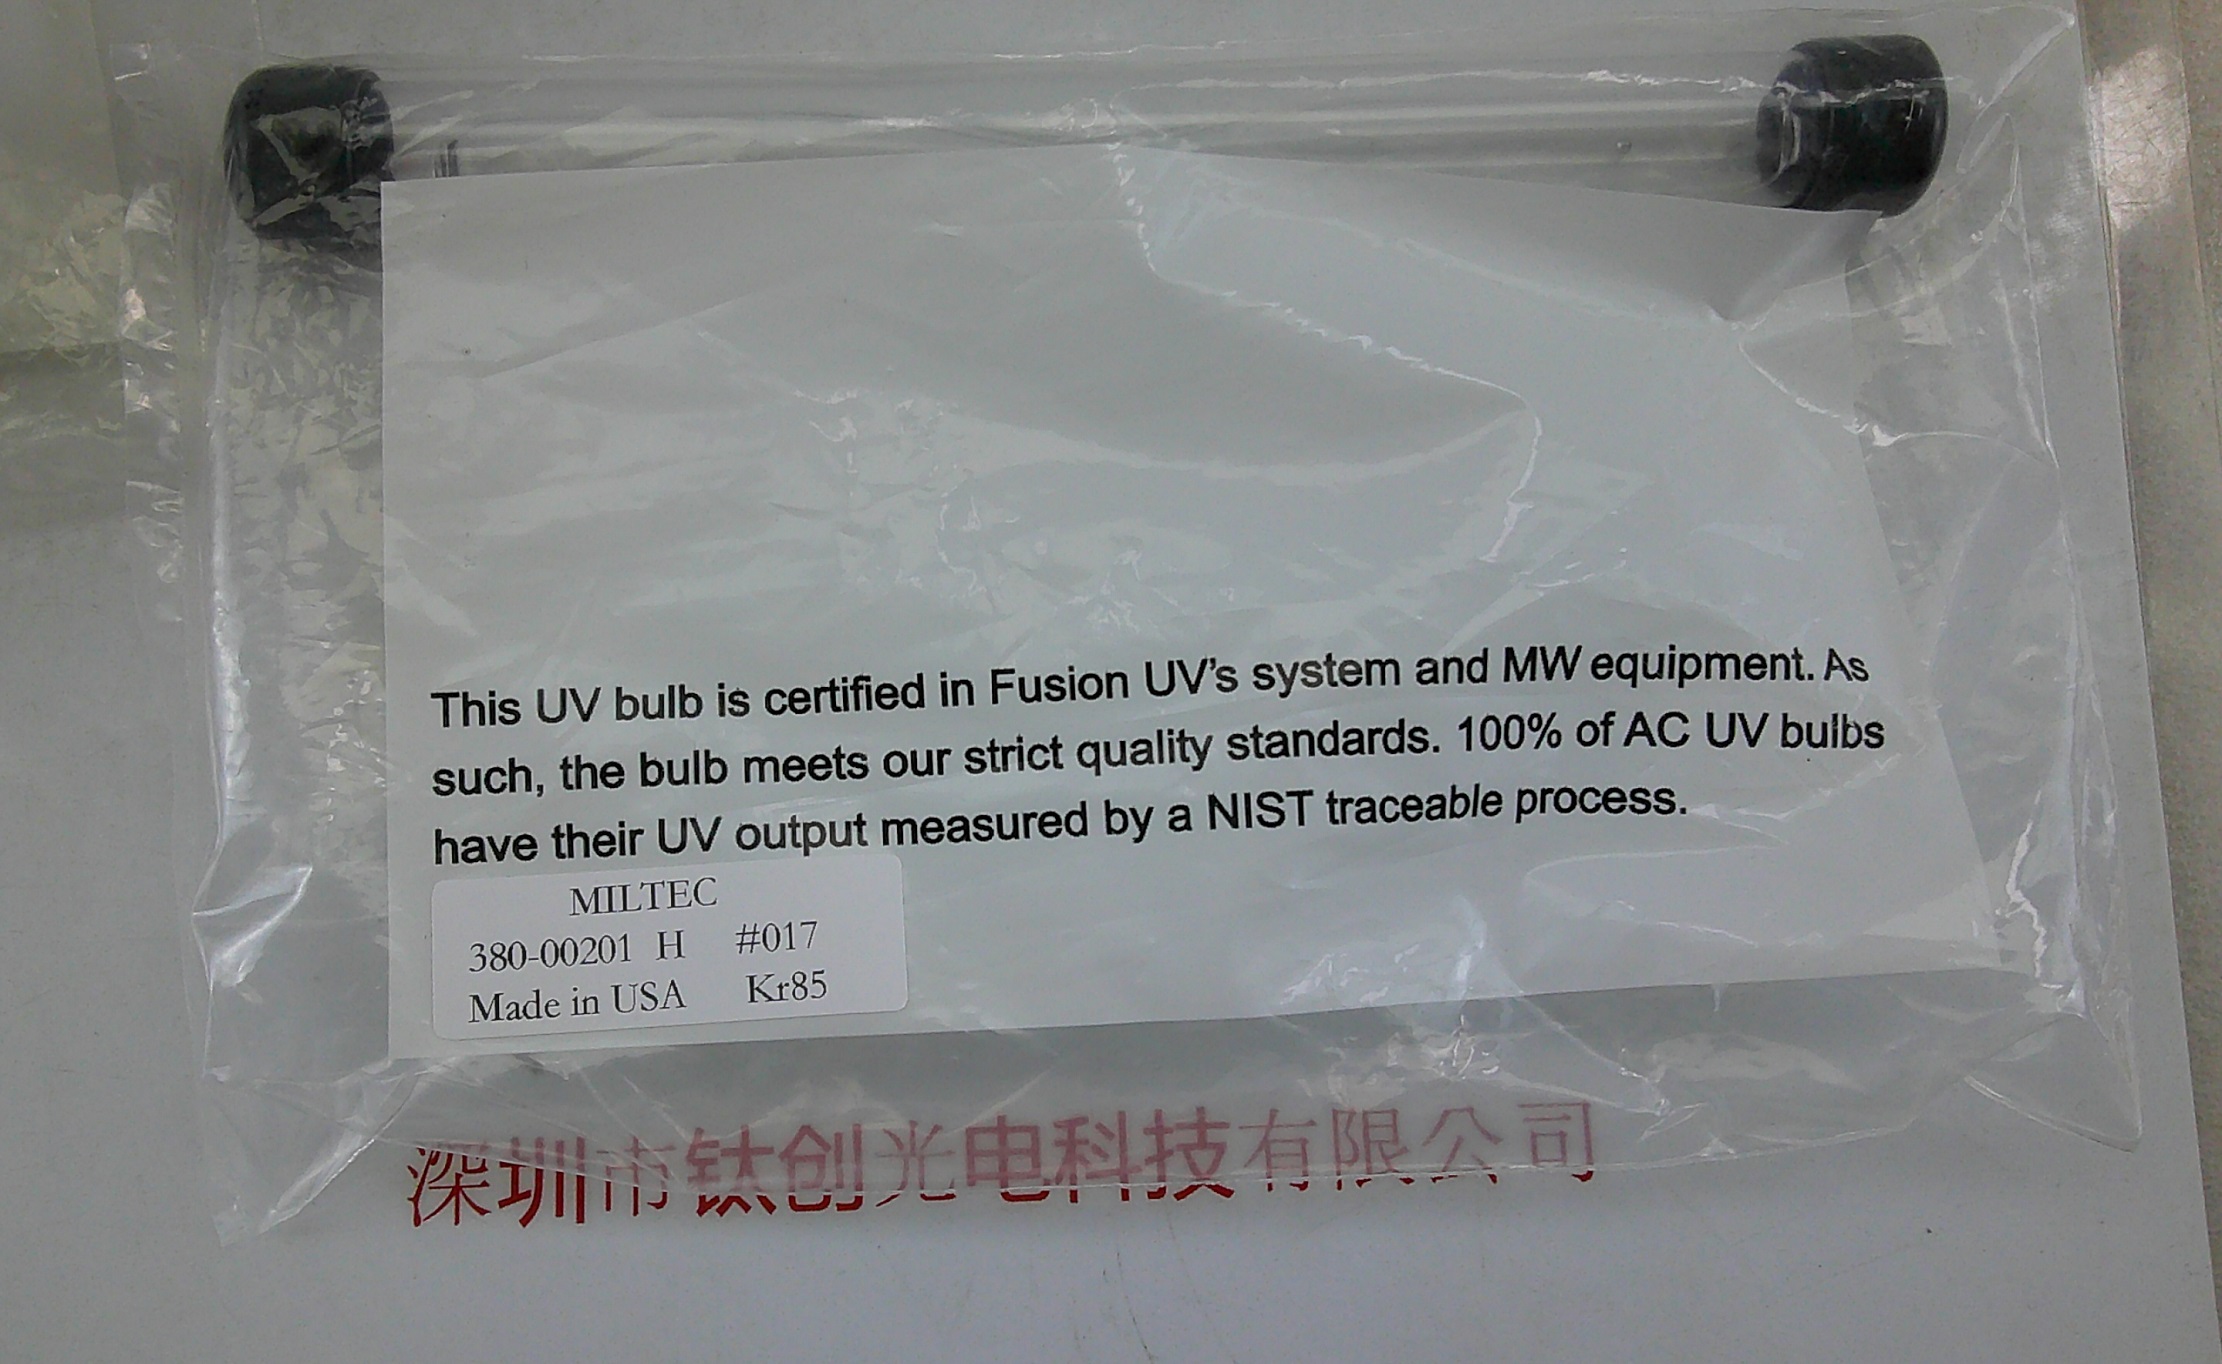 This UV bulb is certified in Fusion UV's system and MW equipment. As
such, the bulb meets our strict quality standards. 100% of AC UV bulbs
have their UV output measured by a NIST traceable process.
MILTEC
380-00201 H #017
Made in USA Kr85
深圳市钛创光电科技有限公司